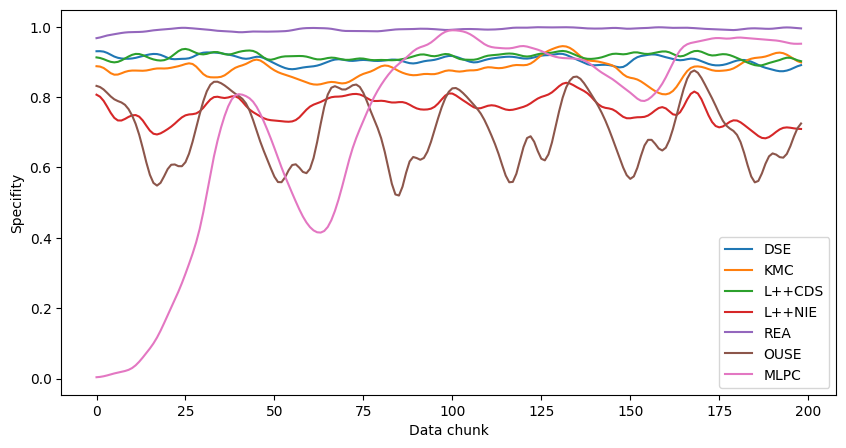 1.0
0.8
0.6
0.4
0.2
0.0
Specifity
0 25 50 75 100 125 150 175 200
Data chunk
DSE
KMC
L++CDS
L++NIE
REA
OUSE
MLPC